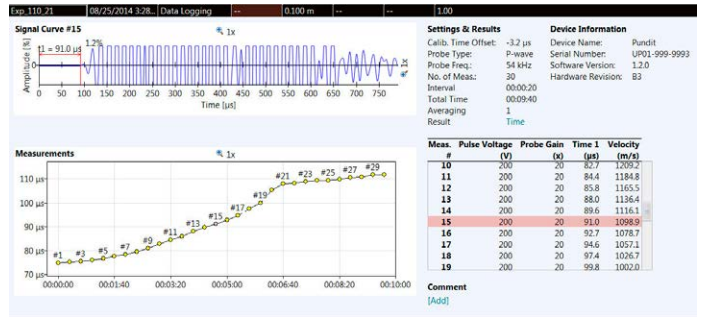 Exp_110_21 08/25/2014 3:28... Data Logging -- 0.100 m -- -- 1.00
Signal Curve #15
1x
t1 = 91.0 µs 1.2%
Amplitude [%]
0
1x
0 50 100 150 200 250 300 350 400 450 500 550 600 650 700 750
Time [µs]
Settings & Results
Calib. Time Offset: -3.2 µs
Probe Type: P-wave
Probe Freq.: 54 kHz
No. of Meas.: 30
Interval 00:00:20
Total Time 00:09:40
Averaging 1
Result Time
Device Information
Device Name: Pundit
Serial Number: UP01-999-9993
Software Version: 1.2.0
Hardware Revision: B3
Measurements
1x
110 µs
100 µs
90 µs
80 µs
70 µs
#1 #3 #5 #7 #9 #11 #13 #15 #17 #19 #21 #23 #25 #27 #29
00:00:00 00:01:40 00:03:20 00:05:00 00:06:40 00:08:20 00:10:00
Meas. Pulse Voltage Probe Gain Time 1 Velocity
# (V) (x) (µs) (m/s)
10 200 20 82.7 1209.2
11 200 20 84.4 1184.8
12 200 20 85.8 1165.5
13 200 20 88.0 1136.4
14 200 20 89.6 1116.1
15 200 20 91.0 1098.9
16 200 20 92.7 1078.7
17 200 20 94.6 1057.1
18 200 20 97.4 1026.7
19 200 20 99.8 1002.0
Comment
[Add]